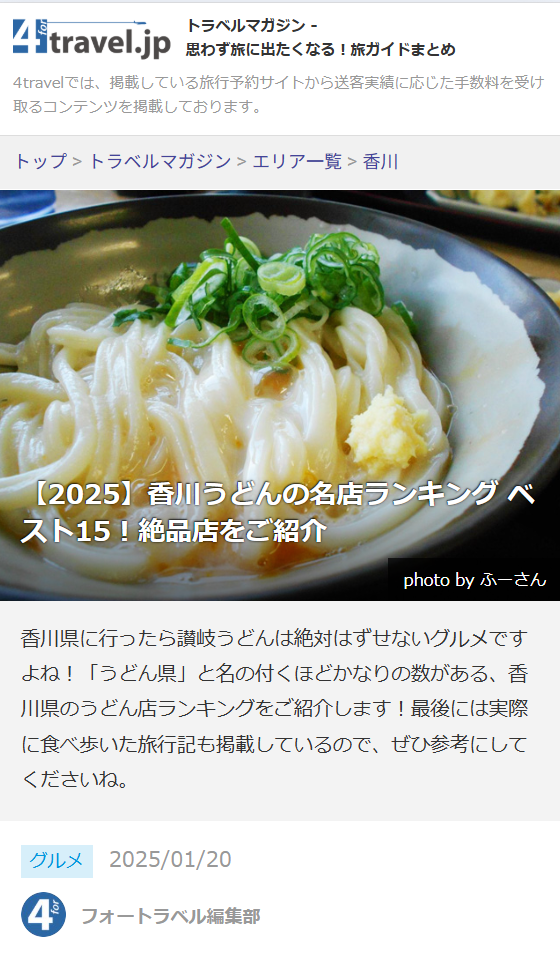 4for travel.jp
トラベルマガジン -
思わず旅に出たくなる！旅ガイドまとめ
4travelでは、掲載している旅行予約サイトから送客実績に応じた手数料を受け
取るコンテンツを掲載しております。
トップ > トラベルマガジン > エリア一覧 > 香川
【2025】香川うどんの名店ランキング ベ
スト15！絶品店をご紹介
photo by ふーさん
香川県に行ったら讃岐うどんは絶対はずせないグルメです
よね！「うどん県」と名の付くほどかなりの数がある、香
川県のうどん店ランキングをご紹介します！最後には実際
に食べ歩いた旅行記も掲載しているので、ぜひ参考にして
くださいね。
グルメ 2025/01/20
4for フォートラベル編集部